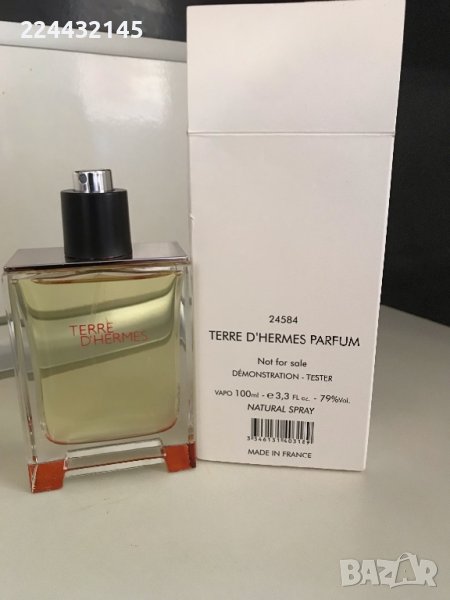 224432145
TERRE
D'HERMES
24584
TERRE D'HERMES PARFUM
Not for sale
DÉMONSTRATION - TESTER
VAPO 100ml - e 3,3 FL oz. - 79%Vol.
NATURAL SPRAY
MADE IN FRANCE
BAZAR